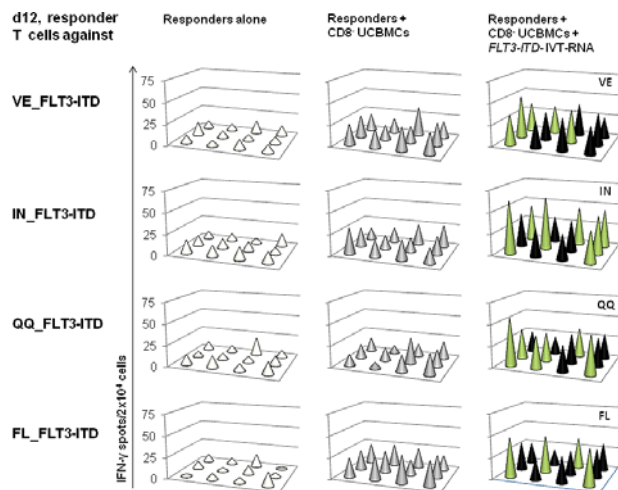 d12, responder
T cells against
Responders alone
Responders +
CD8- UCBMCs
Responders +
CD8- UCBMCs +
FLT3-ITD-IVT-RNA
VE_FLT3-ITD
75
50
25
0
VE
IN_FLT3-ITD
75
50
25
0
IN
QQ_FLT3-ITD
75
50
25
0
QQ
FL_FLT3-ITD
75
50
25
0
FL
IFN-γ spots/2x10⁴ cells